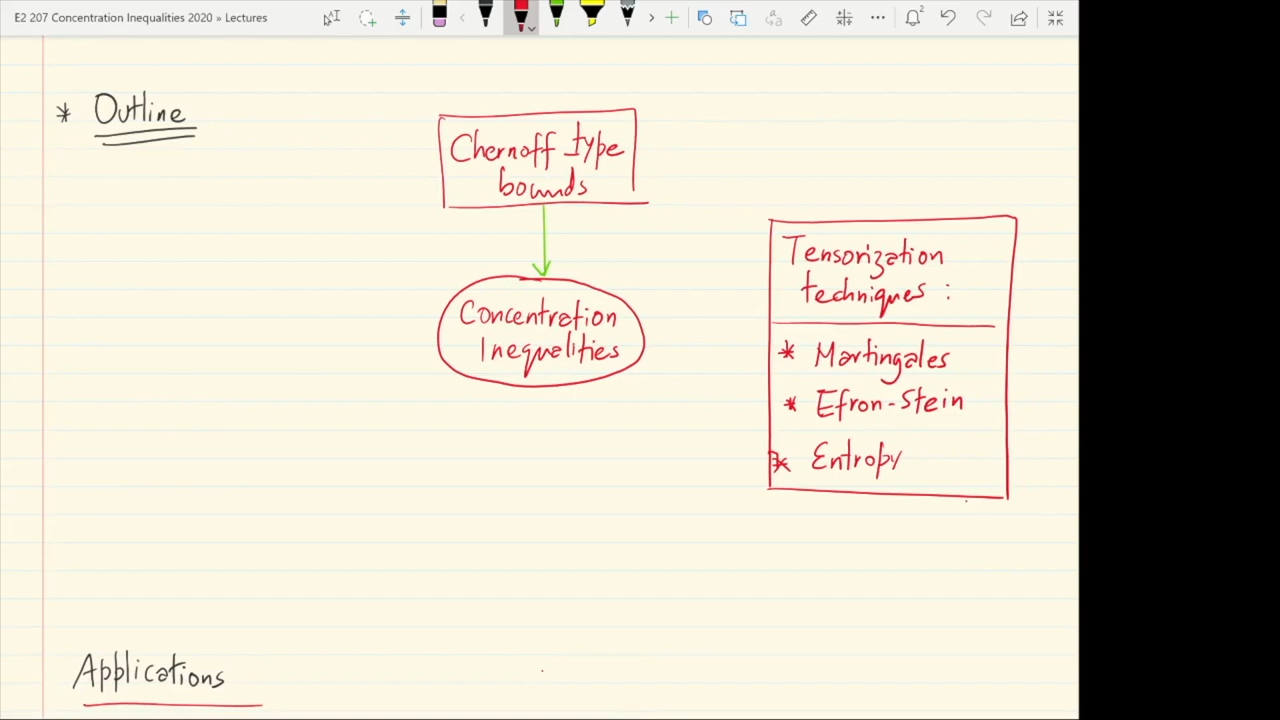 E2 207 Concentration Inequalities 2020 » Lectures
2
* Outline
Chernoff type
bounds
Concentration
Inequalities
Tensorization
techniques :
* Martingales
* Efron-Stein
* Entropy
Applications